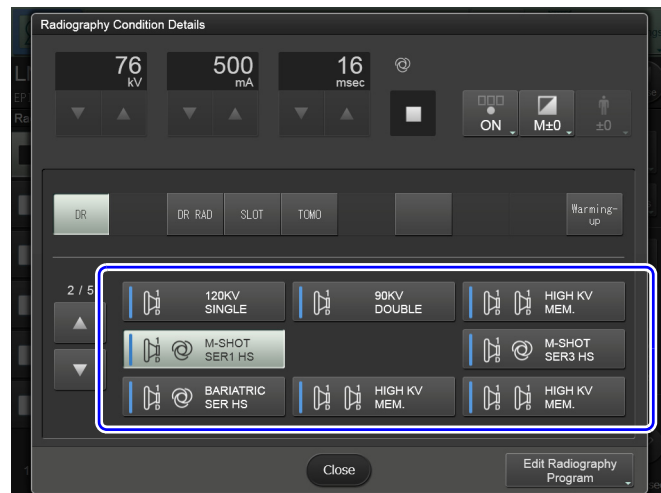 Radiography Condition Details
76
kV
500
mA
16
msec
ON
M±0
±0
DR
DR RAD
SLOT
TOMO
Warming-
up
2 / 5
120KV
SINGLE
90KV
DOUBLE
HIGH KV
MEM.
M-SHOT
SER1 HS
M-SHOT
SER3 HS
BARIATRIC
SER HS
HIGH KV
MEM.
HIGH KV
MEM.
Close
Edit Radiography
Program